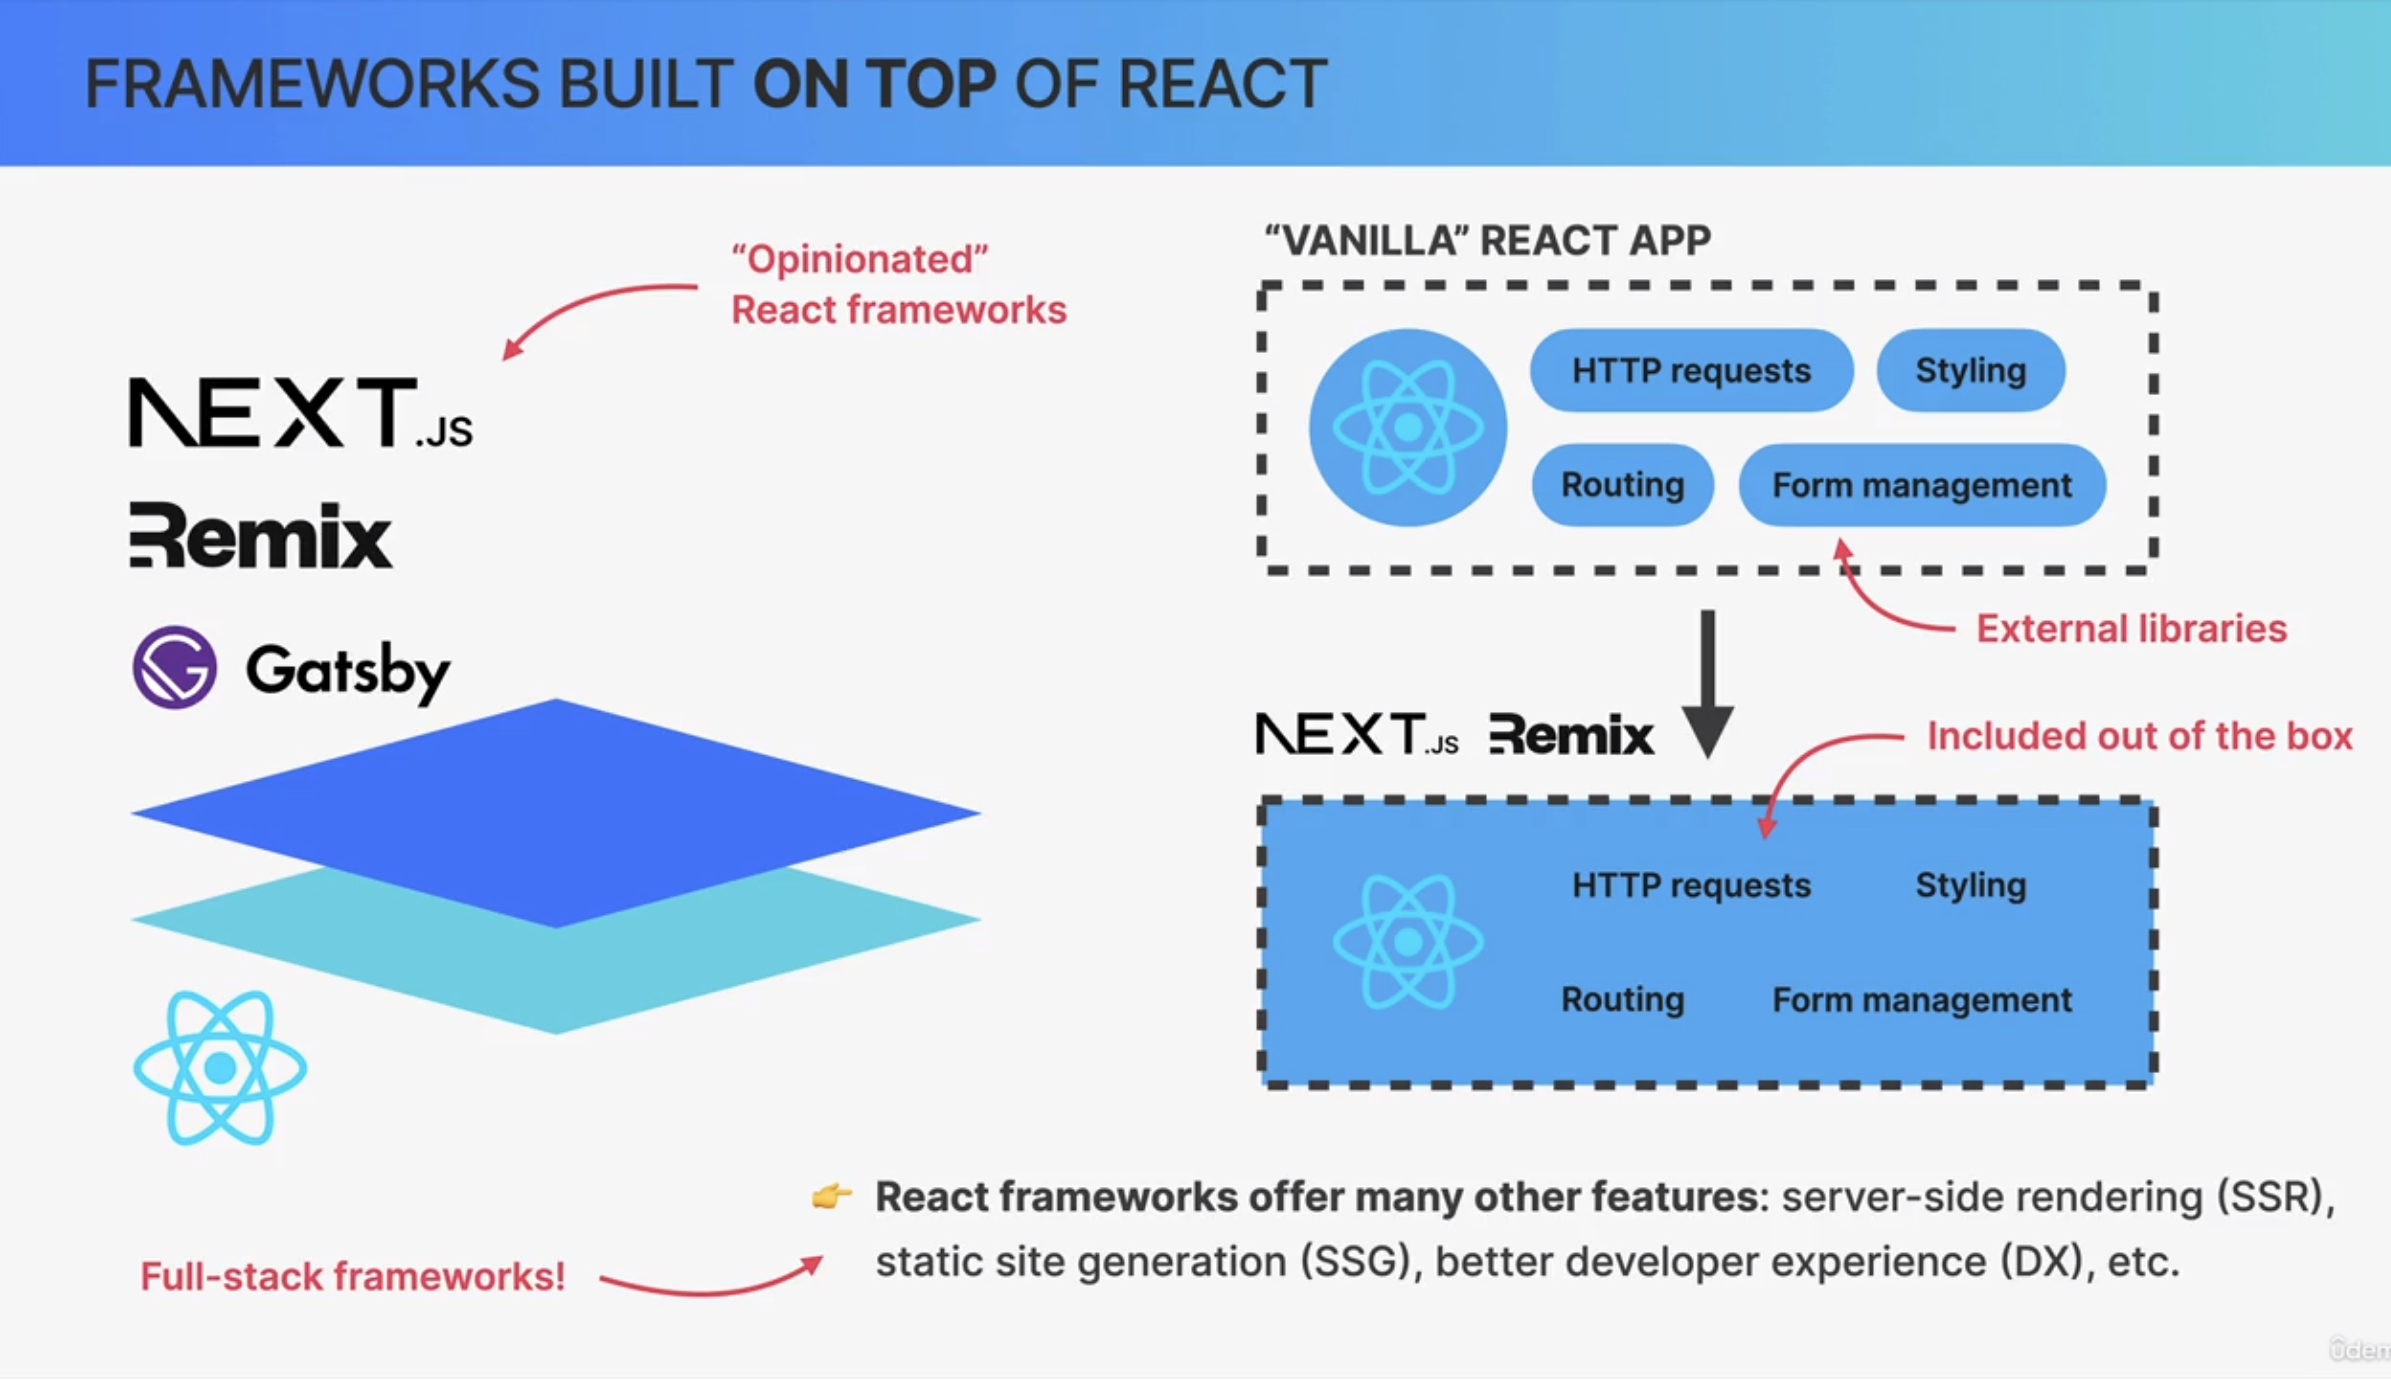 FRAMEWORKS BUILT ON TOP OF REACT
“Opinionated”
React frameworks
NEXT.JS
Remix
Gatsby
“VANILLA” REACT APP
HTTP requests
Styling
Routing
Form management
External libraries
NEXT.JS Remix
Included out of the box
HTTP requests
Styling
Routing
Form management
👉 React frameworks offer many other features: server-side rendering (SSR),
static site generation (SSG), better developer experience (DX), etc.
Full-stack frameworks!
ûdem